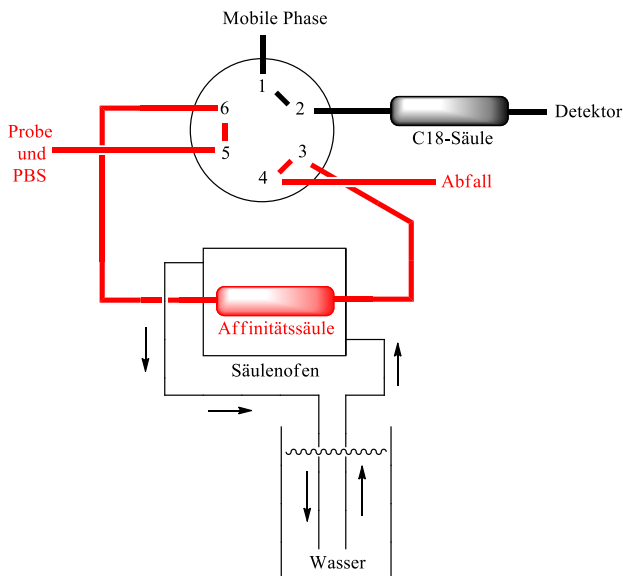 Mobile Phase
1
6
2
Detektor
C18-Säule
Probe
und
PBS
5
3
4
Abfall
Affinitätssäule
Säulenofen
Wasser